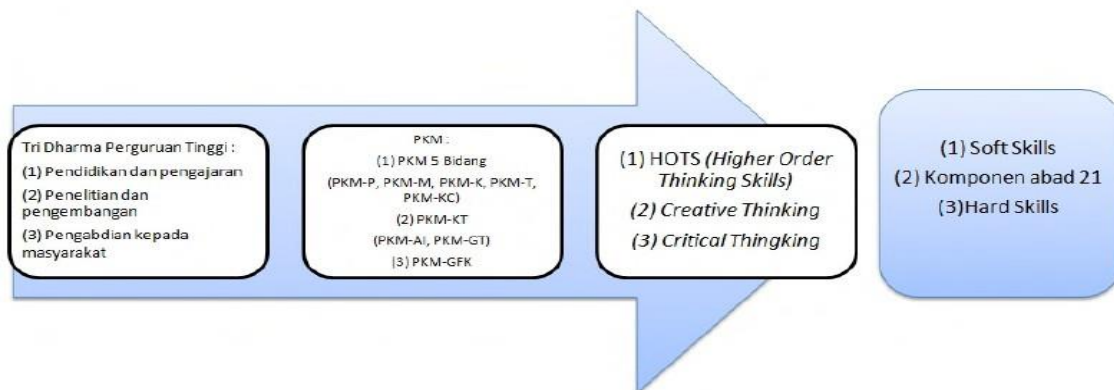 Tri Dharma Perguruan Tinggi :
(1) Pendidikan dan pengajaran
(2) Penelitian dan
pengembangan
(3) Pengabdian kepada
masyarakat
PKM :
(1) PKM 5 Bidang
(PKM-P, PKM-M, PKM-K, PKM-T,
PKM-KC)
(2) PKM-KT
(PKM-AI, PKM-GT)
(3) PKM-GFK
(1) HOTS (Higher Order
Thinking Skills)
(2) Creative Thinking
(3) Critical Thingking
(1) Soft Skills
(2) Komponen abad 21
(3)Hard Skills